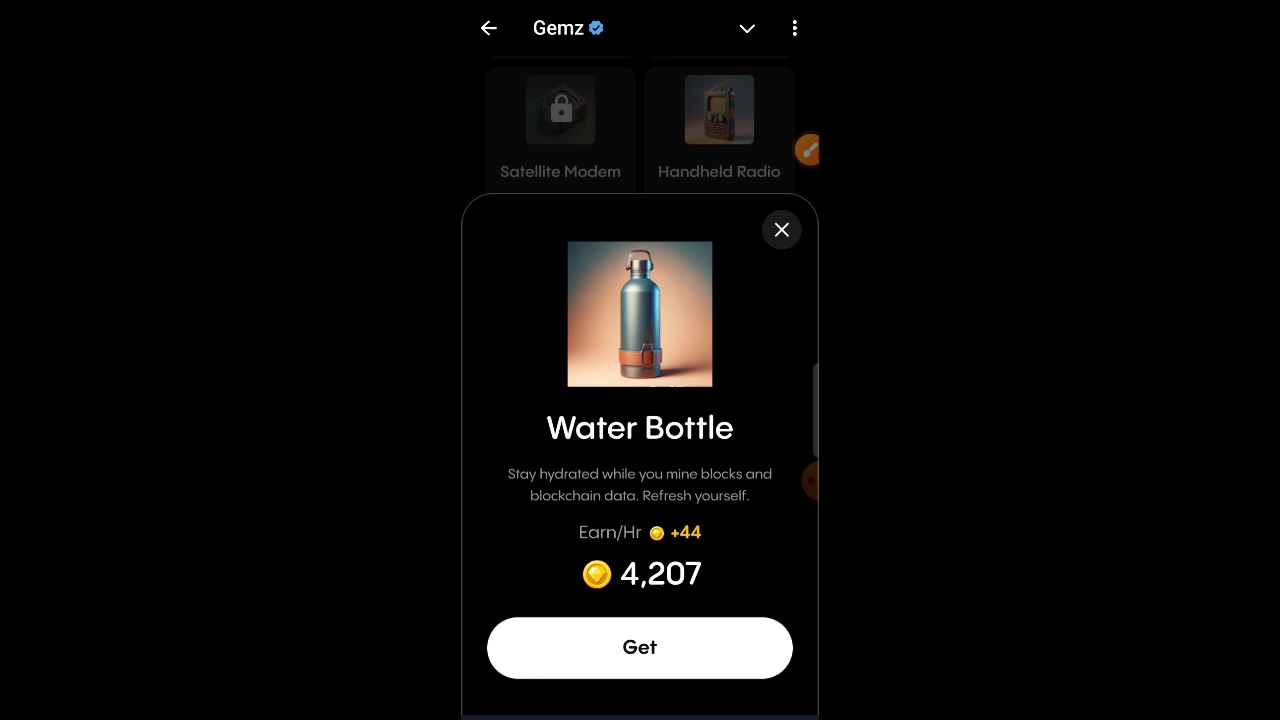 Gemz
Satellite Modem
Handheld Radio
Water Bottle
Stay hydrated while you mine blocks and
blockchain data. Refresh yourself.
Earn/Hr +44
4,207
Get